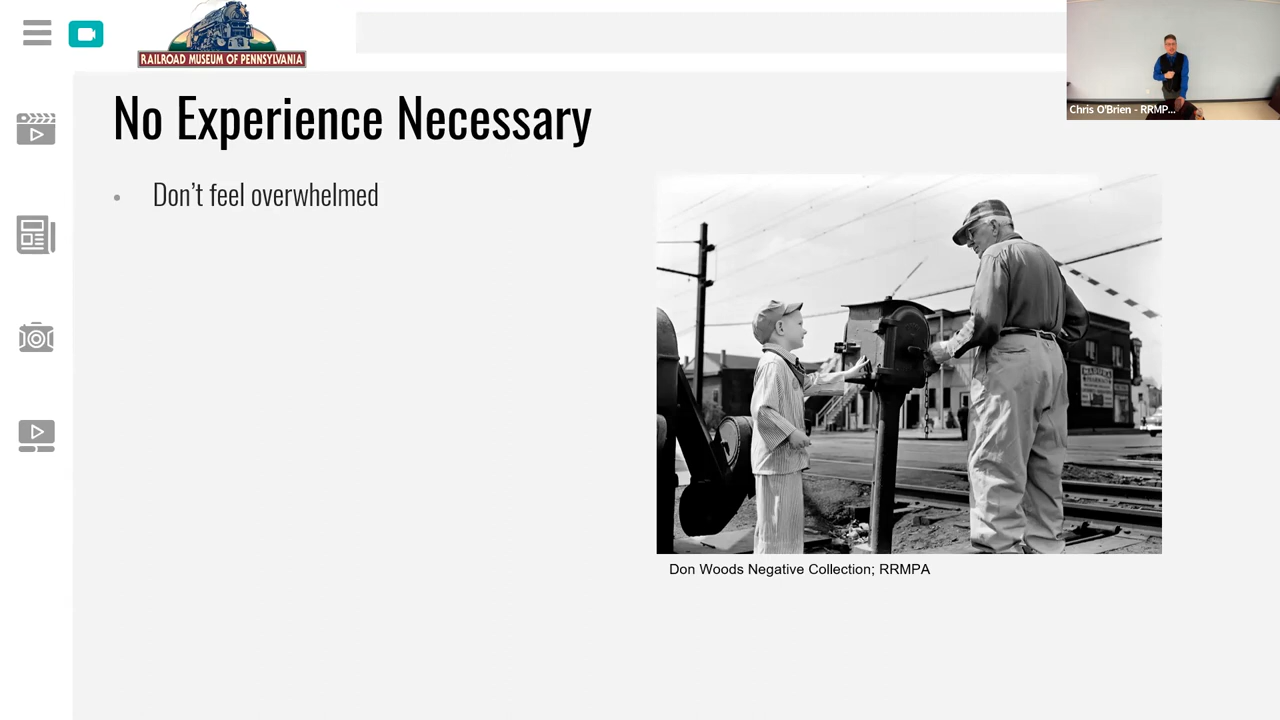 RAILROAD MUSEUM OF PENNSYLVANIA
Chris O'Brien - RRMP...
No Experience Necessary
• Don't feel overwhelmed
Don Woods Negative Collection; RRMPA